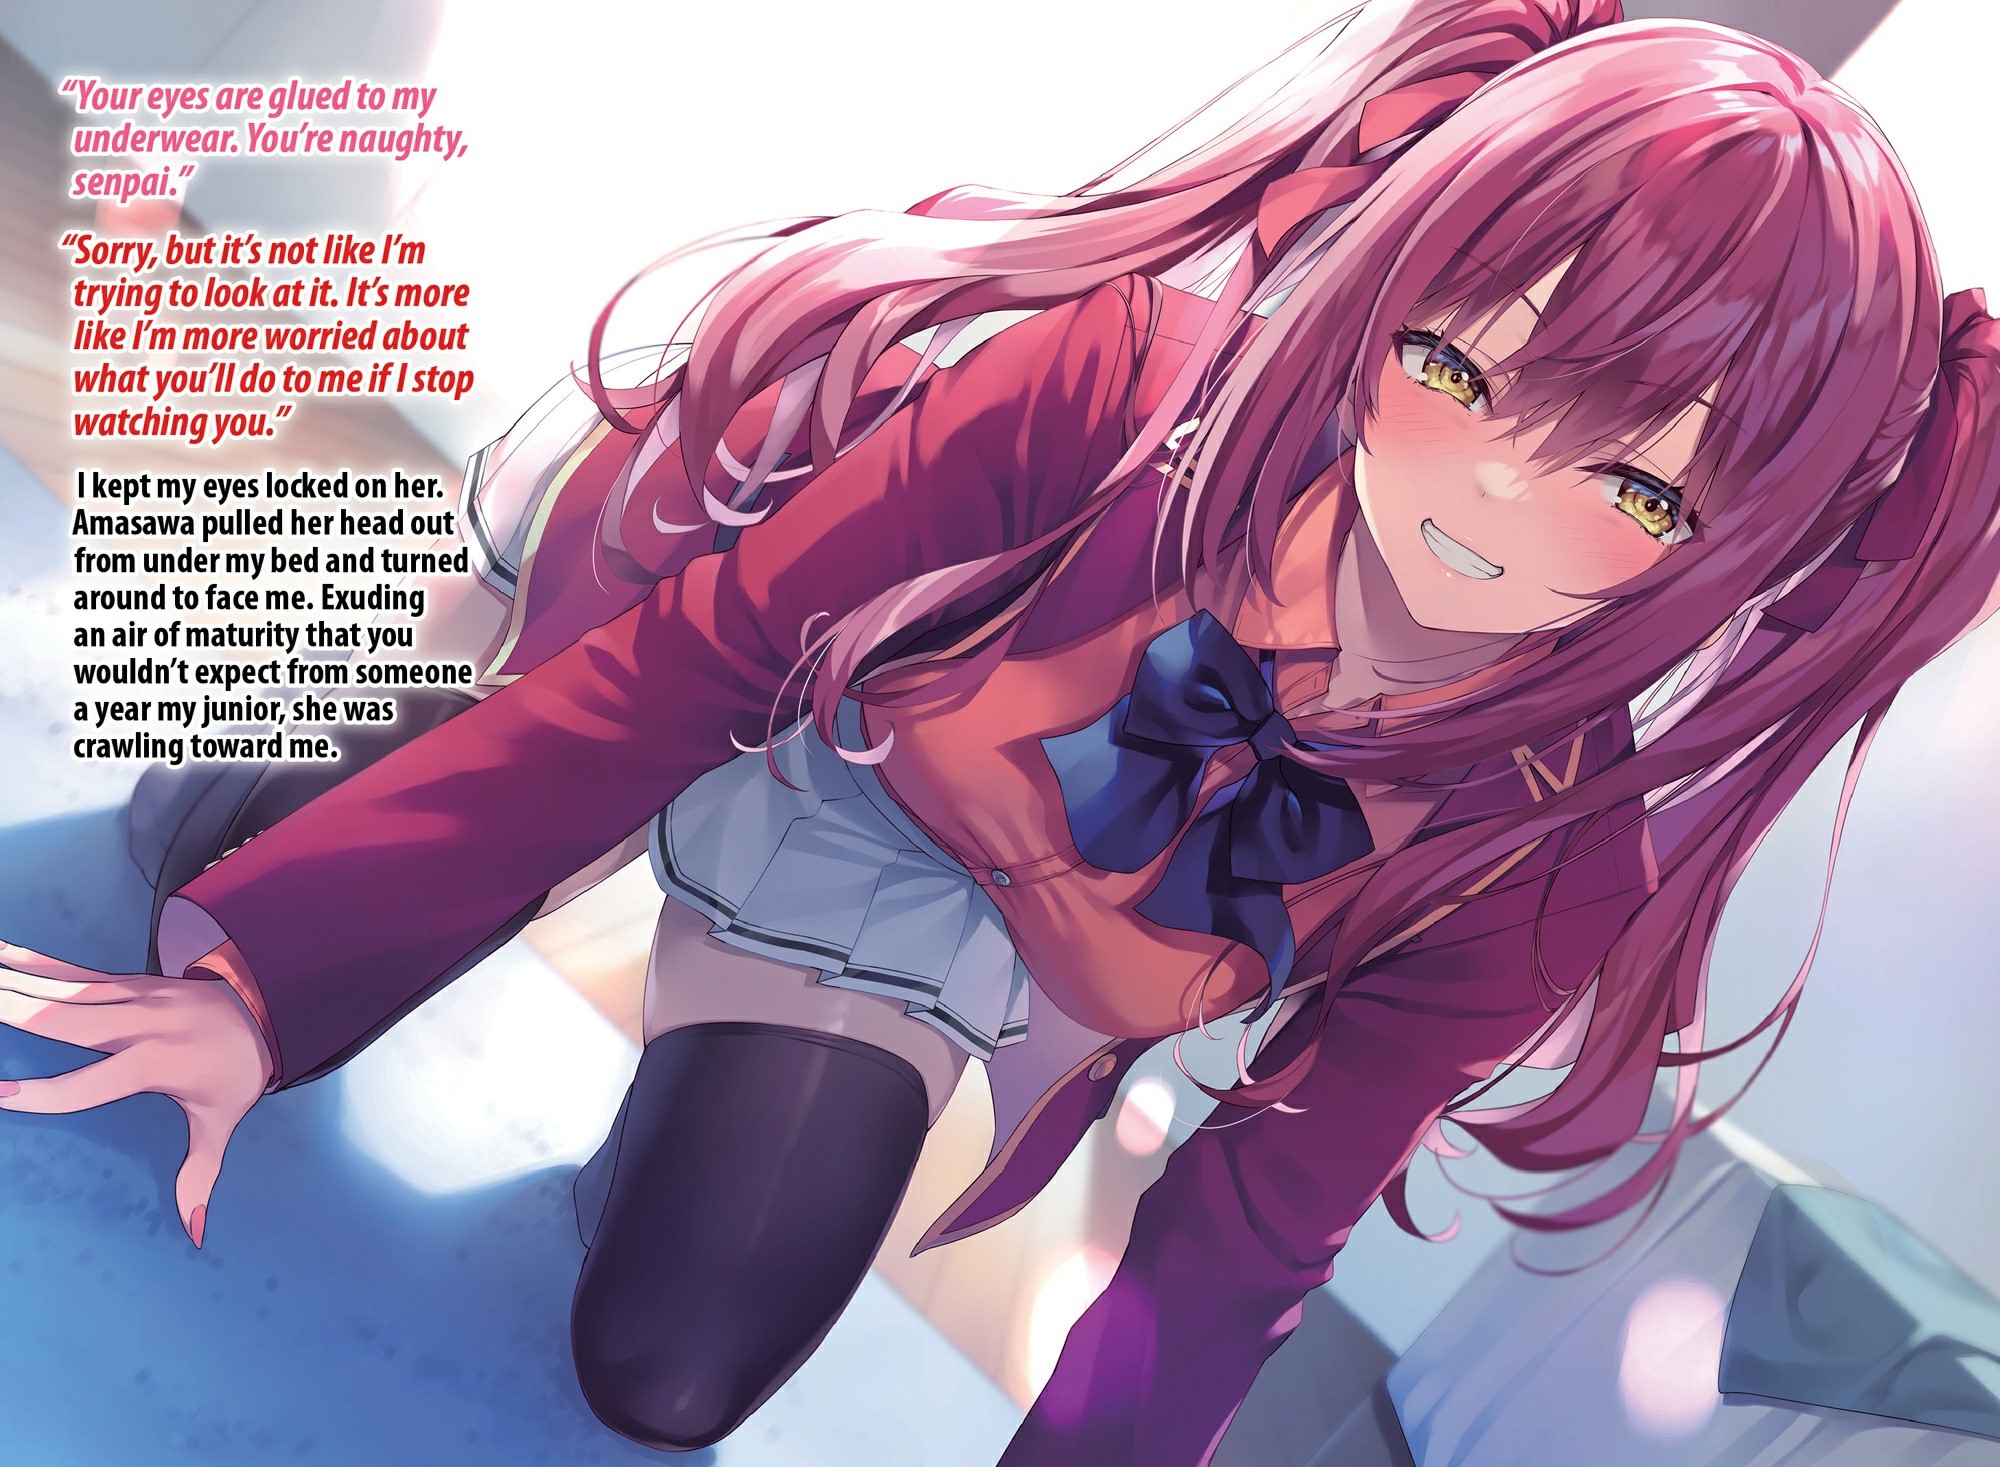 “Your eyes are glued to my
underwear. You’re naughty,
senpai.”
“Sorry, but it’s not like I’m
trying to look at it. It’s more
like I’m more worried about
what you’ll do to me if I stop
watching you.”
I kept my eyes locked on her.
Amasawa pulled her head out
from under my bed and turned
around to face me. Exuding
an air of maturity that you
wouldn’t expect from someone
a year my junior, she was
crawling toward me.